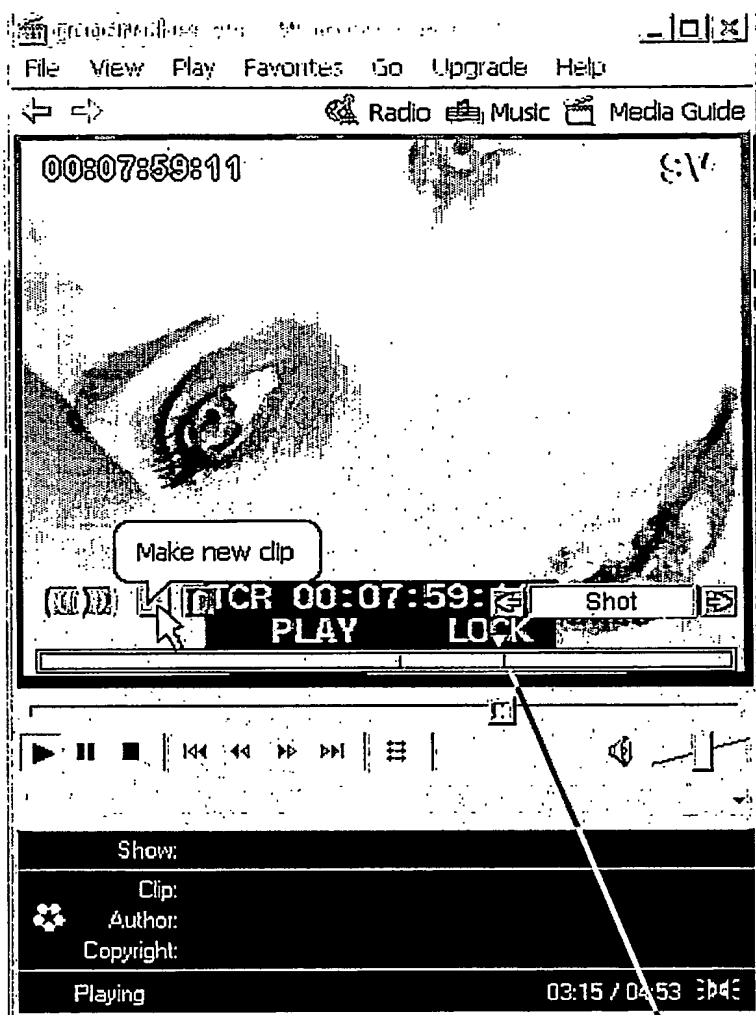 File View Play Favorites Go Upgrade Help
Radio Music Media Guide
00:07:59:11
Make new clip
TCR 00:07:59: Shot
PLAY LOCK
Show:
Clip:
Author:
Copyright:
Playing 03:15 / 04:53